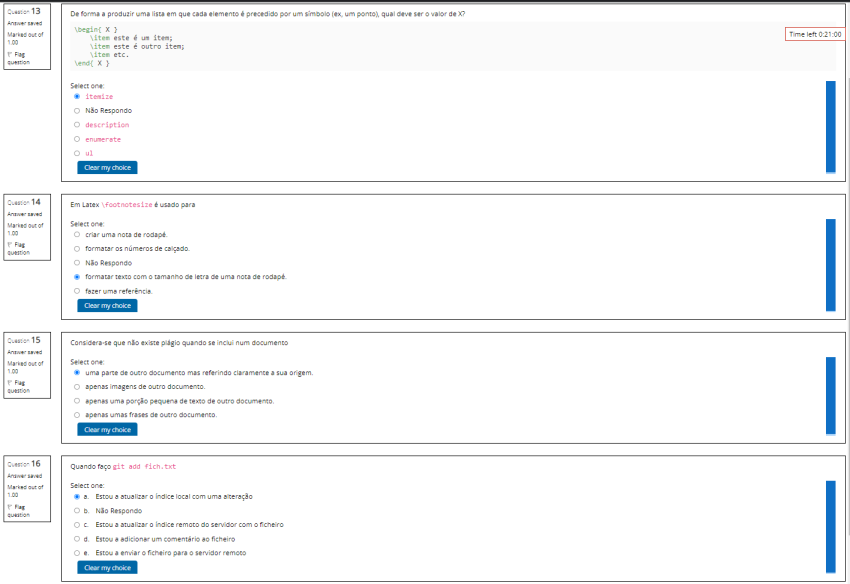 Question 13
Answer saved
Marked out of
1.00
Flag
question
De forma a produzir uma lista em que cada elemento é precedido por um símbolo (ex, um ponto), qual deve ser o valor de X?
\begin{ X }
\item este é um item;
\item este é outro item;
\item etc.
\end{ X }
Time left 0:21:00
Select one:
itemize
Não Respondo
description
enumerate
ul
Clear my choice
Question 14
Answer saved
Marked out of
1.00
Flag
question
Em Latex \footnotesize é usado para
Select one:
criar uma nota de rodapé.
formatar os números de calçado.
Não Respondo
formatar texto com o tamanho de letra de uma nota de rodapé.
fazer uma referência.
Clear my choice
Question 15
Answer saved
Marked out of
1.00
Flag
question
Considera-se que não existe plágio quando se inclui num documento
Select one:
uma parte de outro documento mas referindo claramente a sua origem.
apenas imagens de outro documento.
apenas uma porção pequena de texto de outro documento.
apenas umas frases de outro documento.
Clear my choice
Question 16
Answer saved
Marked out of
1.00
Flag
question
Quando faço git add fich.txt
Select one:
a. Estou a atualizar o índice local com uma alteração
b. Não Respondo
c. Estou a atualizar o índice remoto do servidor com o ficheiro
d. Estou a adicionar um comentário ao ficheiro
e. Estou a enviar o ficheiro para o servidor remoto
Clear my choice